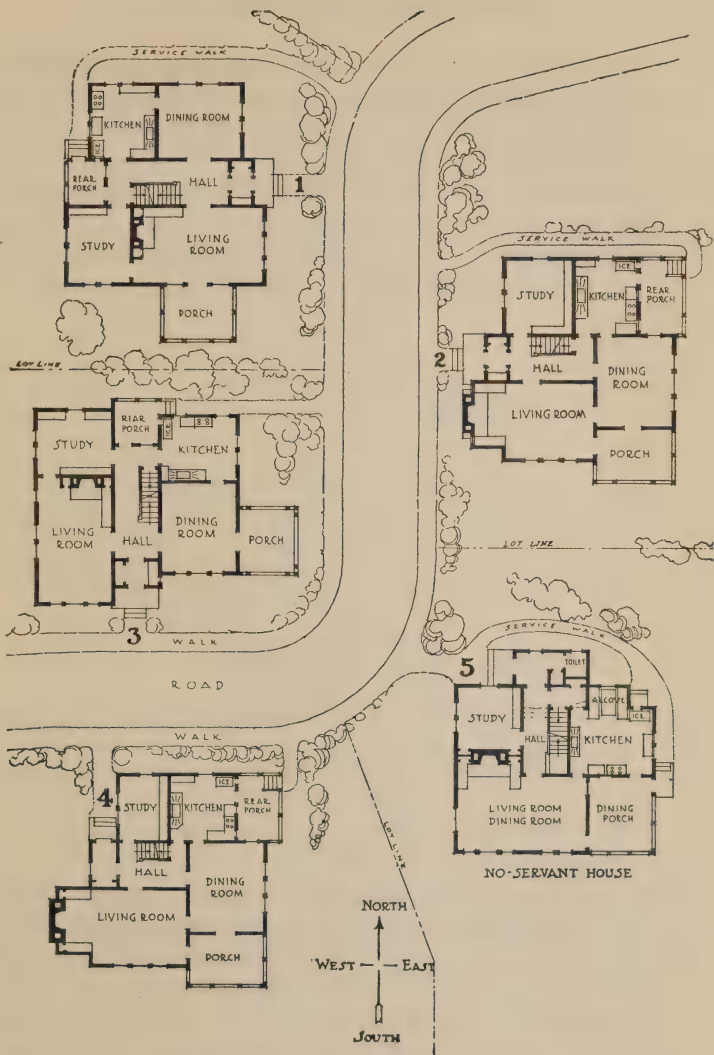 SERVICE WALK
KITCHEN
DINING ROOM
ICE
REAR
PORCH
HALL
1
STUDY
LIVING
ROOM
PORCH
LOT LINE
SERVICE WALK
STUDY
KITCHEN
ICE
REAR
PORCH
2
HALL
DINING
ROOM
LIVING
ROOM
PORCH
LOT LINE
STUDY
REAR
PORCH
ICE
KITCHEN
LIVING
ROOM
HALL
DINING
ROOM
PORCH
3
WALK
ROAD
WALK
5
SERVICE WALK
TOILET
STUDY
ALCOVE
ICE
HALL
KITCHEN
LIVING ROOM
DINING ROOM
DINING
PORCH
NO-SERVANT HOUSE
4
STUDY
KITCHEN
ICE
REAR
PORCH
HALL
DINING
ROOM
LIVING ROOM
PORCH
LOT LINE
NORTH
WEST
EAST
SOUTH